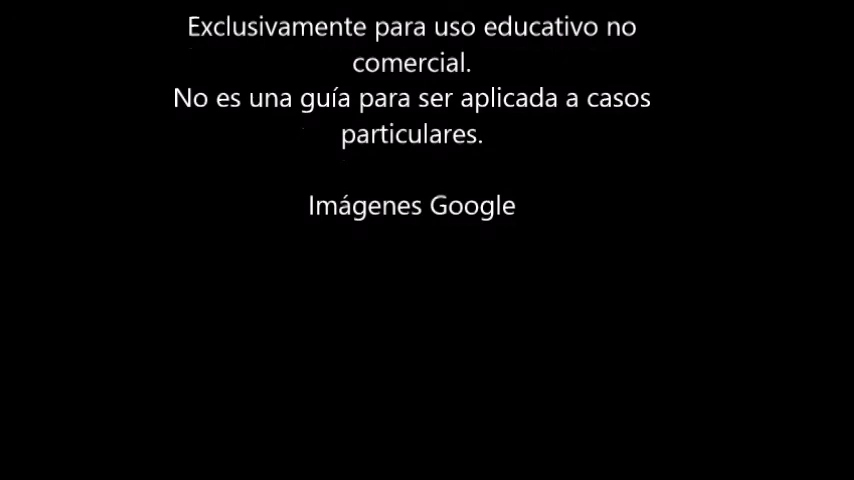 Exclusivamente para uso educativo no
comercial.
No es una guía para ser aplicada a casos
particulares.
Imágenes Google